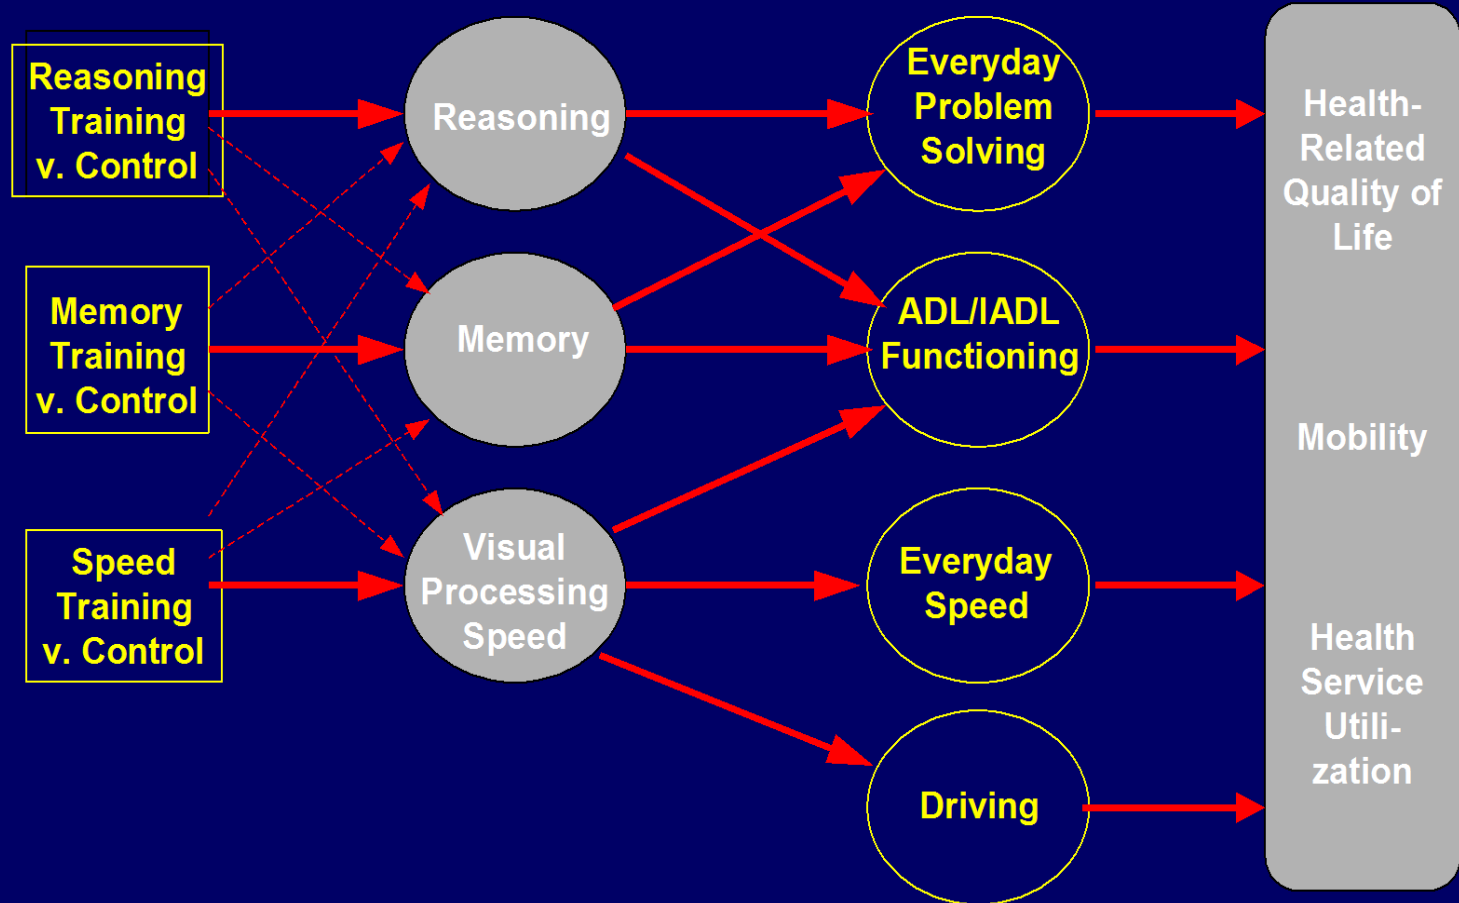 Reasoning
Training
v. Control
Reasoning
Everyday
Problem
Solving
Health-
Related
Quality of
Life
Memory
Training
v. Control
Memory
ADL/IADL
Functioning
Mobility
Speed
Training
v. Control
Visual
Processing
Speed
Everyday
Speed
Health
Service
Utili-
zation
Driving